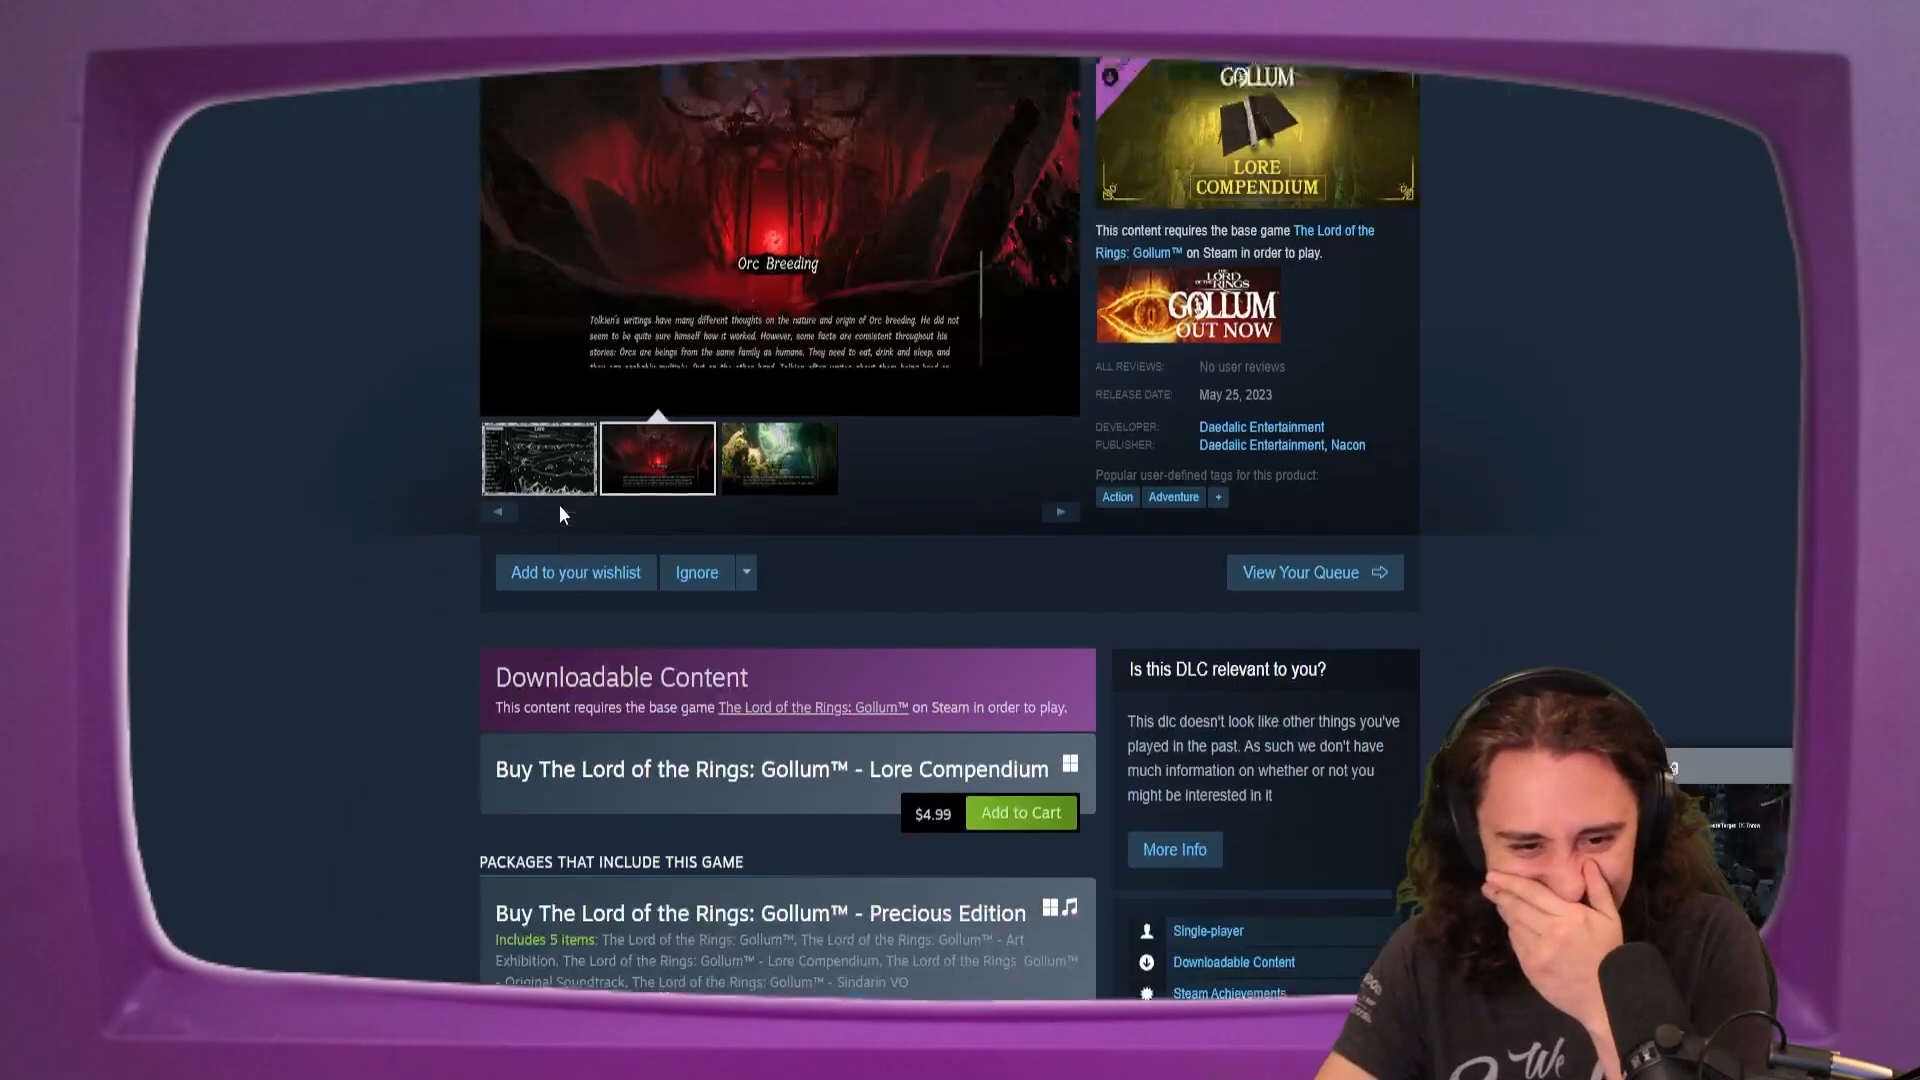 GOLLUM
LORE
COMPENDIUM
Orc Breeding
Tolkien's writings have many different thoughts on the nature and origin of Orc breeding. He did not
seem to be quite sure himself how it worked. However, some facts are consistent throughout his
stories: Orcs are beings from the same family as humans. They need to eat, drink and sleep, and
This content requires the base game The Lord of the
Rings: Gollum™ on Steam in order to play.
THE
LORD
OF THE RINGS
GOLLUM
OUT NOW
ALL REVIEWS: No user reviews
RELEASE DATE: May 25, 2023
DEVELOPER: Daedalic Entertainment
PUBLISHER: Daedalic Entertainment, Nacon
Popular user-defined tags for this product:
Action Adventure +
Add to your wishlist Ignore
View Your Queue
Downloadable Content
This content requires the base game The Lord of the Rings: Gollum™ on Steam in order to play.
Buy The Lord of the Rings: Gollum™ - Lore Compendium
$4.99 Add to Cart
PACKAGES THAT INCLUDE THIS GAME
Buy The Lord of the Rings: Gollum™ - Precious Edition
Includes 5 items: The Lord of the Rings: Gollum™, The Lord of the Rings: Gollum™ - Art
Exhibition, The Lord of the Rings: Gollum™ - Lore Compendium, The Lord of the Rings: Gollum™
- Original Soundtrack, The Lord of the Rings: Gollum™ - Sindarin VO
Is this DLC relevant to you?
This dlc doesn't look like other things you've
played in the past. As such we don't have
much information on whether or not you
might be interested in it
More Info
Single-player
Downloadable Content
Steam Achievements
We